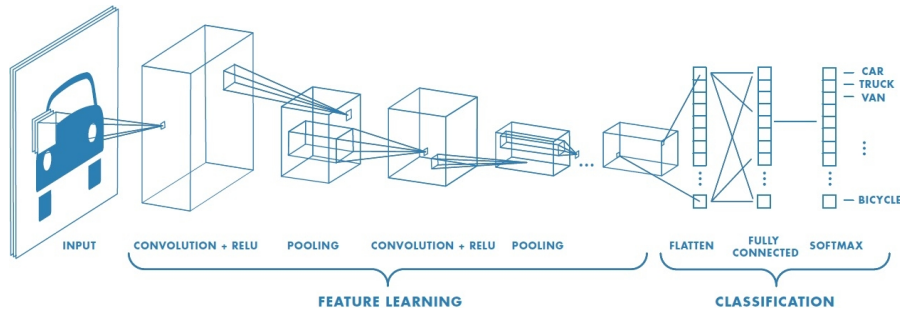 CAR
TRUCK
VAN
BICYCLE
INPUT
CONVOLUTION + RELU
POOLING
CONVOLUTION + RELU
POOLING
FLATTEN
FULLY
CONNECTED
SOFTMAX
FEATURE LEARNING
CLASSIFICATION